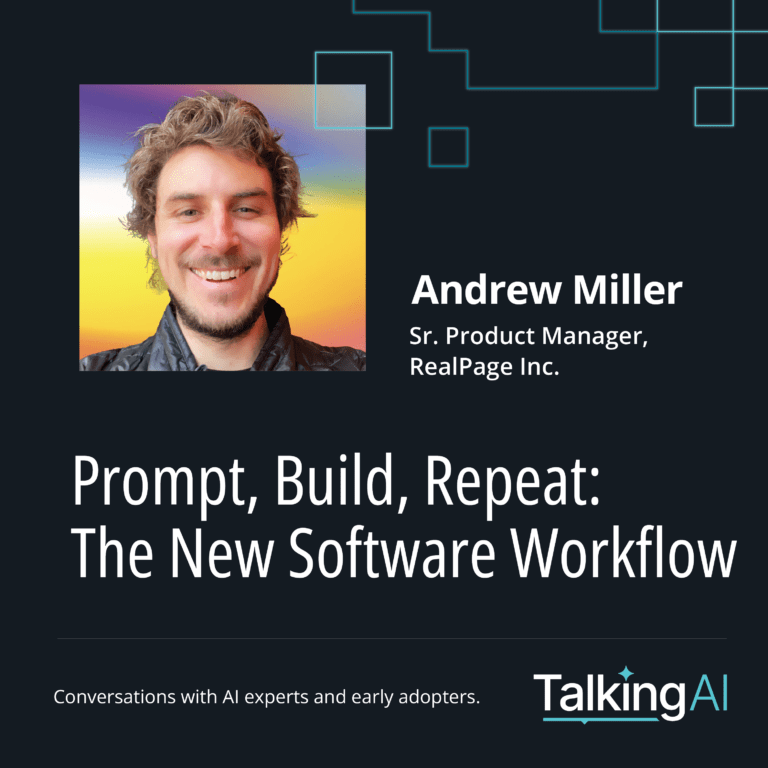 Andrew Miller
Sr. Product Manager,
RealPage Inc.
Prompt, Build, Repeat:
The New Software Workflow
Conversations with AI experts and early adopters.
TalkingAI